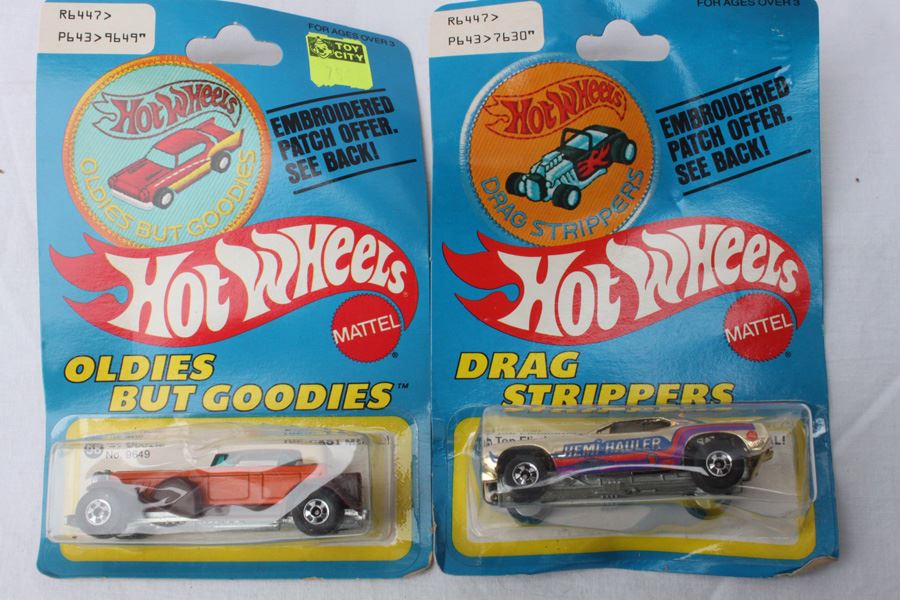 R6447>
P643>9649"
FOR AGES OVER 3
TOY
CITY
Hot Wheels
OLDIES BUT GOODIES
EMBROIDERED
PATCH OFFER.
SEE BACK!
Hot Wheels
MATTEL
OLDIES
BUT GOODIES™
No. 9649
R6447>
P643>7630"
FOR AGES OVER 3
Hot Wheels
DRAG STRIPPERS
EMBROIDERED
PATCH OFFER.
SEE BACK!
Hot Wheels
MATTEL
DRAG
STRIPPERS
HEMI-HAULER